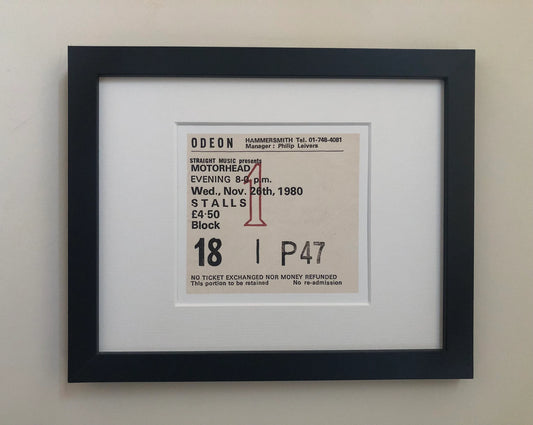 ODEON HAMMERSMITH Tel. 01-748-4081
Manager : Philip Leivers
STRAIGHT MUSIC presents
MOTORHEAD
EVENING 8-0 p.m.
Wed., Nov. 26th, 1980
1
STALLS
£4·50
Block
18 | P47
NO TICKET EXCHANGED NOR MONEY REFUNDED
This portion to be retained No re-admission